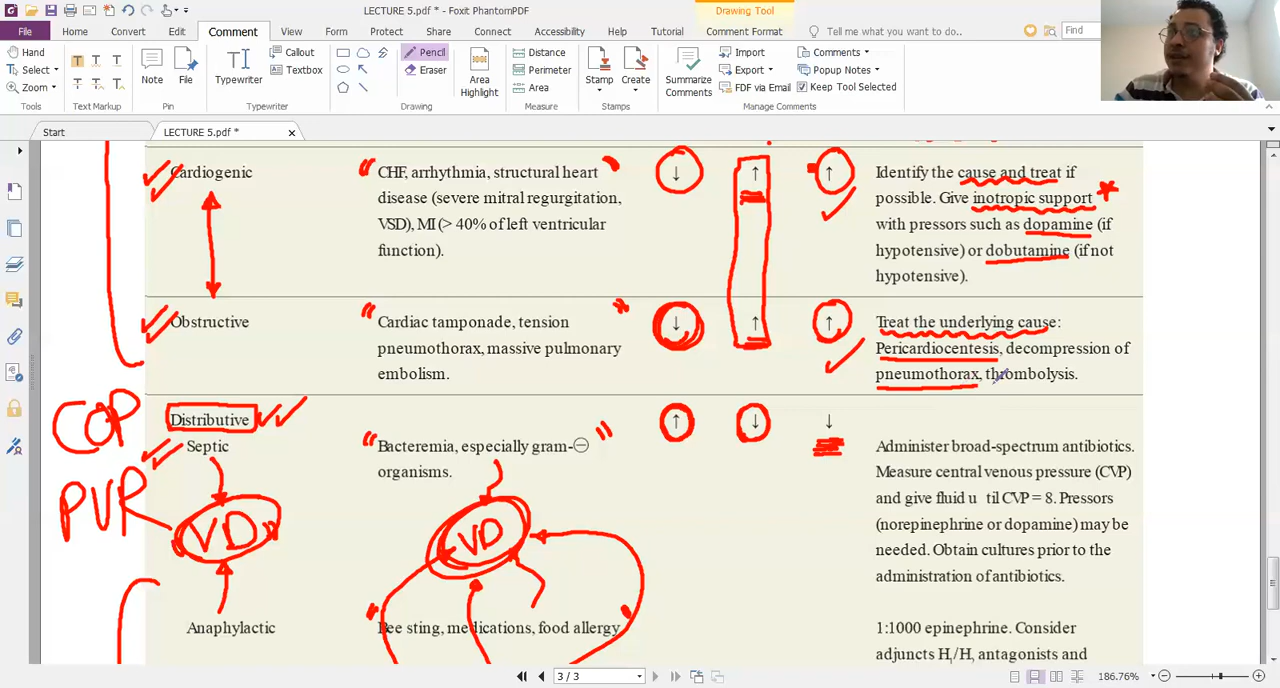 LECTURE 5.pdf * - Foxit PhantomPDF
Drawing Tool
File Home Convert Edit Comment View Form Protect Share Connect Accessibility Help Tutorial Comment Format Tell me what you want to do.. Find
Hand
Select
Zoom
Tools
T T T
T T T
Text Markup
Note
File
Pin
Typewriter
Callout
Textbox
Typewriter
Pencil
Eraser
Drawing
Area
Highlight
Distance
Perimeter
Area
Measure
Stamp
Create
Stamps
Summarize
Comments
Import
Export
FDF via Email
Comments
Popup Notes
Keep Tool Selected
Manage Comments
Start
LECTURE 5.pdf *
Cardiogenic
CHF, arrhythmia, structural heart
disease (severe mitral regurgitation,
VSD), MI (> 40% of left ventricular
function).
↓ ↑ ↑
Identify the cause and treat if
possible. Give inotropic support
with pressors such as dopamine (if
hypotensive) or dobutamine (if not
hypotensive).
Obstructive
Cardiac tamponade, tension
pneumothorax, massive pulmonary
embolism.
↓ ↑ ↑
Treat the underlying cause:
Pericardiocentesis, decompression of
pneumothorax, thrombolysis.
COP
PVR
Distributive
Septic
Bacteremia, especially gram-⊖
organisms.
↑ ↓ ↓
Administer broad-spectrum antibiotics.
Measure central venous pressure (CVP)
and give fluid u til CVP = 8. Pressors
(norepinephrine or dopamine) may be
needed. Obtain cultures prior to the
administration of antibiotics.
VD
VD
Anaphylactic
Bee sting, medications, food allergy
1:1000 epinephrine. Consider
adjuncts H1/H, antagonists and
3 / 3
186.76%